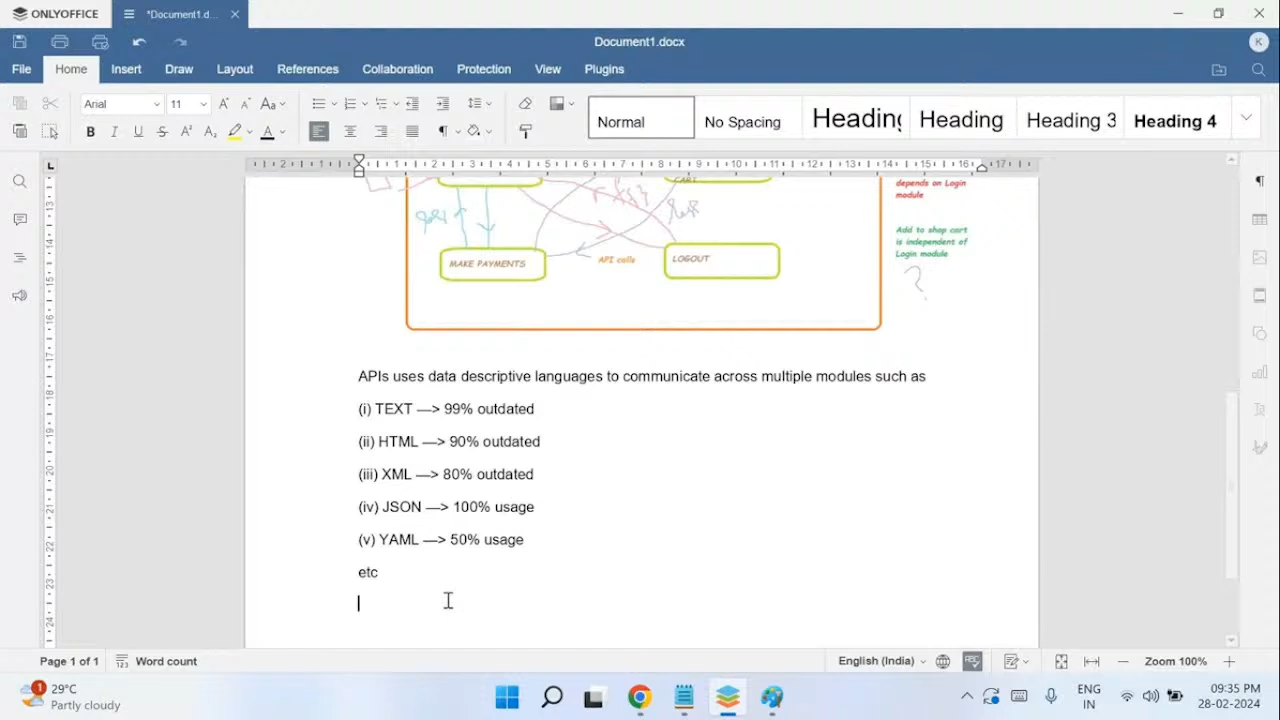 ONLYOFFICE
*Document1.d...
Document1.docx
K
File Home Insert Draw Layout References Collaboration Protection View Plugins
Arial 11
Normal No Spacing Heading Heading Heading 3 Heading 4
CART
depends on Login
module
Add to shop cart
is independent of
Login module
?
MAKE PAYMENTS
API calls
LOGOUT
APIs uses data descriptive languages to communicate across multiple modules such as
(i) TEXT —> 99% outdated
(ii) HTML —> 90% outdated
(iii) XML —> 80% outdated
(iv) JSON —> 100% usage
(v) YAML —> 50% usage
etc
Page 1 of 1 Word count English (India) Zoom 100%
1
29°C
Partly cloudy
ENG
IN
09:35 PM
28-02-2024